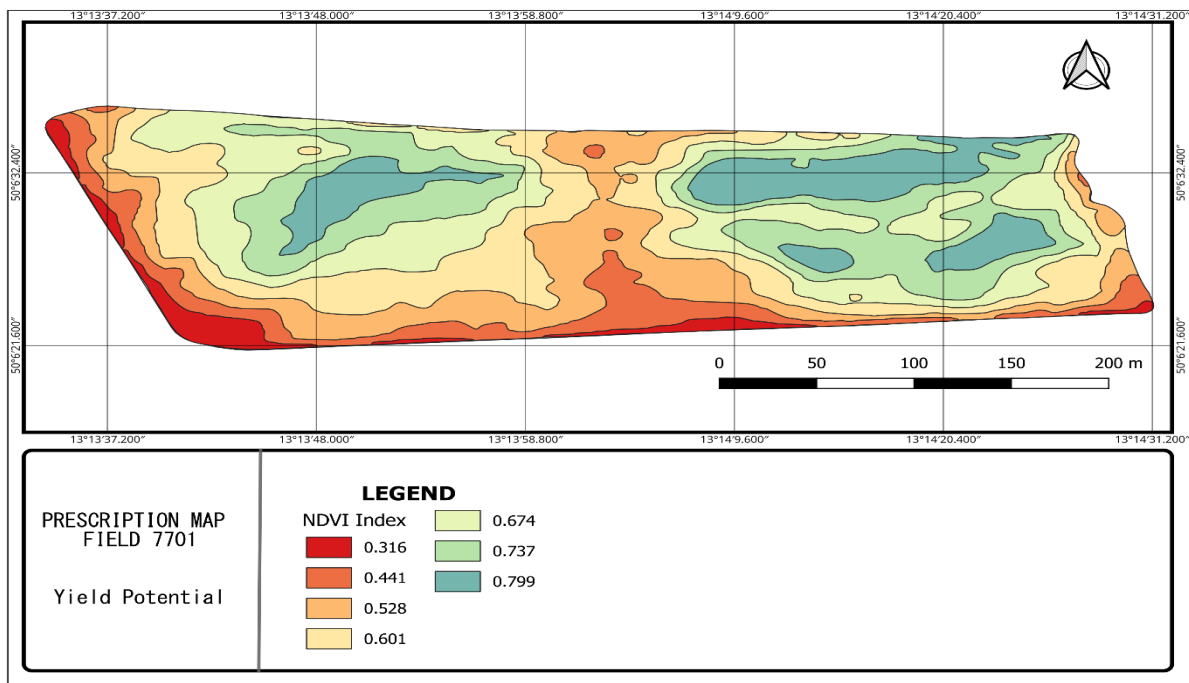 13°13'37.200" 13°13'48.000" 13°13'58.800" 13°14'9.600" 13°14'20.400" 13°14'31.200"
50°6'32.400" 50°6'32.400"
50°6'21.600" 50°6'21.600"
0 50 100 150 200 m
13°13'37.200" 13°13'48.000" 13°13'58.800" 13°14'9.600" 13°14'20.400" 13°14'31.200"
PRESCRIPTION MAP
FIELD 7701
Yield Potential
LEGEND
NDVI Index
0.316
0.441
0.528
0.601
0.674
0.737
0.799